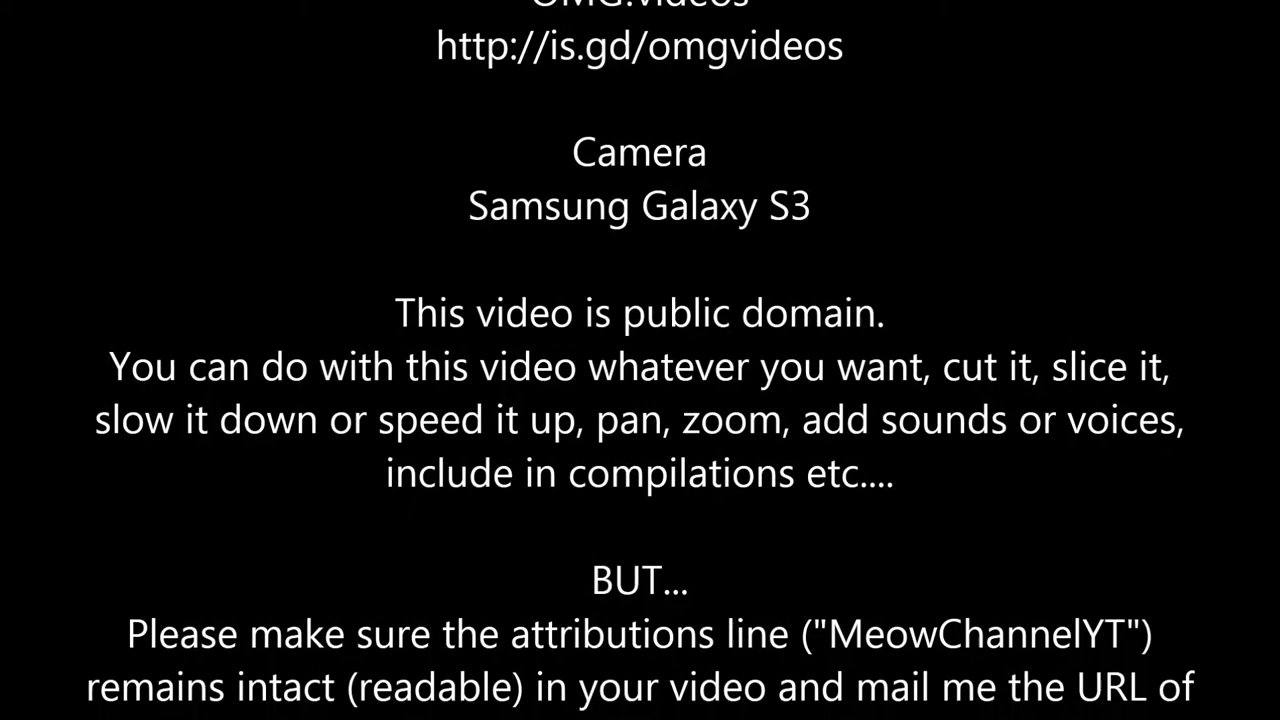 OMG.videos
http://is.gd/omgvideos
Camera
Samsung Galaxy S3
This video is public domain.
You can do with this video whatever you want, cut it, slice it,
slow it down or speed it up, pan, zoom, add sounds or voices,
include in compilations etc....
BUT...
Please make sure the attributions line ("MeowChannelYT")
remains intact (readable) in your video and mail me the URL of